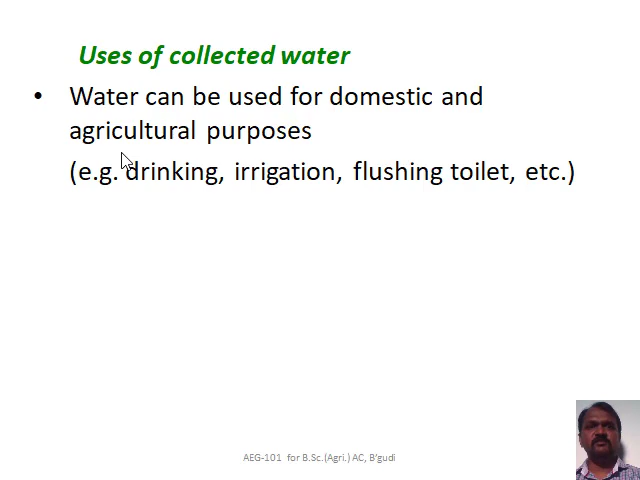 Uses of collected water
• Water can be used for domestic and
agricultural purposes
(e.g. drinking, irrigation, flushing toilet, etc.)
AEG-101 for B.Sc.(Agri.) AC, B'gudi